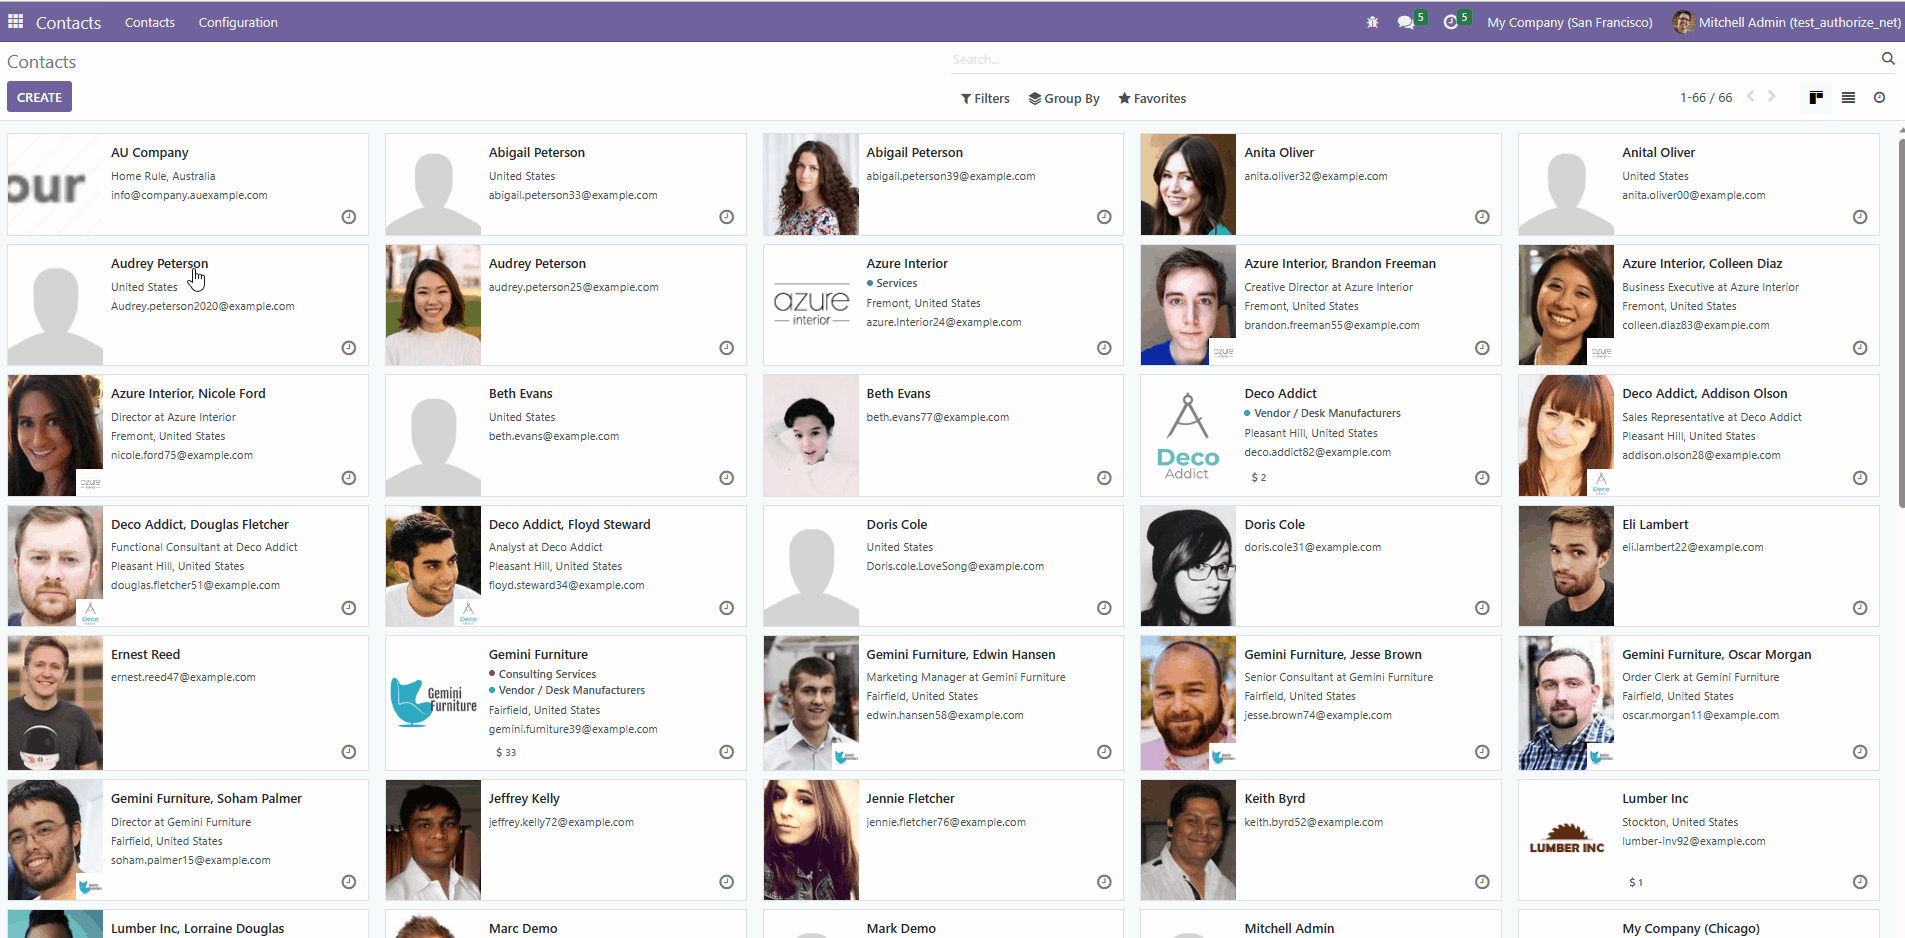 Contacts Contacts Configuration 5 5 My Company (San Francisco) Mitchell Admin (test_authorize_net)
Contacts
Search...
CREATE
Filters Group By Favorites 1-66 / 66
our
AU Company
Home Rule, Australia
info@company.auexample.com
Abigail Peterson
United States
abigail.peterson33@example.com
Abigail Peterson
abigail.peterson39@example.com
Anita Oliver
anita.oliver32@example.com
Anital Oliver
United States
anita.oliver00@example.com
Audrey Peterson
United States
Audrey.peterson2020@example.com
Audrey Peterson
audrey.peterson25@example.com
azure
interior
Azure Interior
Services
Fremont, United States
azure.Interior24@example.com
azure
Azure Interior, Brandon Freeman
Creative Director at Azure Interior
Fremont, United States
brandon.freeman55@example.com
azure
Azure Interior, Colleen Diaz
Business Executive at Azure Interior
Fremont, United States
colleen.diaz83@example.com
azure
Azure Interior, Nicole Ford
Director at Azure Interior
Fremont, United States
nicole.ford75@example.com
Beth Evans
United States
beth.evans@example.com
Beth Evans
beth.evans77@example.com
Deco
Addict
Deco Addict
Vendor / Desk Manufacturers
Pleasant Hill, United States
deco.addict82@example.com
$ 2
Deco
Deco Addict, Addison Olson
Sales Representative at Deco Addict
Pleasant Hill, United States
addison.olson28@example.com
Deco
Deco Addict, Douglas Fletcher
Functional Consultant at Deco Addict
Pleasant Hill, United States
douglas.fletcher51@example.com
Deco
Deco Addict, Floyd Steward
Analyst at Deco Addict
Pleasant Hill, United States
floyd.steward34@example.com
Doris Cole
United States
Doris.cole.LoveSong@example.com
Doris Cole
doris.cole31@example.com
Eli Lambert
eli.lambert22@example.com
Ernest Reed
ernest.reed47@example.com
Gemini
Furniture
Gemini Furniture
Consulting Services
Vendor / Desk Manufacturers
Fairfield, United States
gemini.furniture39@example.com
$ 33
Gemini Furniture, Edwin Hansen
Marketing Manager at Gemini Furniture
Fairfield, United States
edwin.hansen58@example.com
Gemini Furniture, Jesse Brown
Senior Consultant at Gemini Furniture
Fairfield, United States
jesse.brown74@example.com
Gemini Furniture, Oscar Morgan
Order Clerk at Gemini Furniture
Fairfield, United States
oscar.morgan11@example.com
Gemini Furniture, Soham Palmer
Director at Gemini Furniture
Fairfield, United States
soham.palmer15@example.com
Jeffrey Kelly
jeffrey.kelly72@example.com
Jennie Fletcher
jennie.fletcher76@example.com
Keith Byrd
keith.byrd52@example.com
LUMBER INC
Lumber Inc
Stockton, United States
lumber-inv92@example.com
$ 1
Lumber Inc, Lorraine Douglas
Marc Demo
Mark Demo
Mitchell Admin
My Company (Chicago)